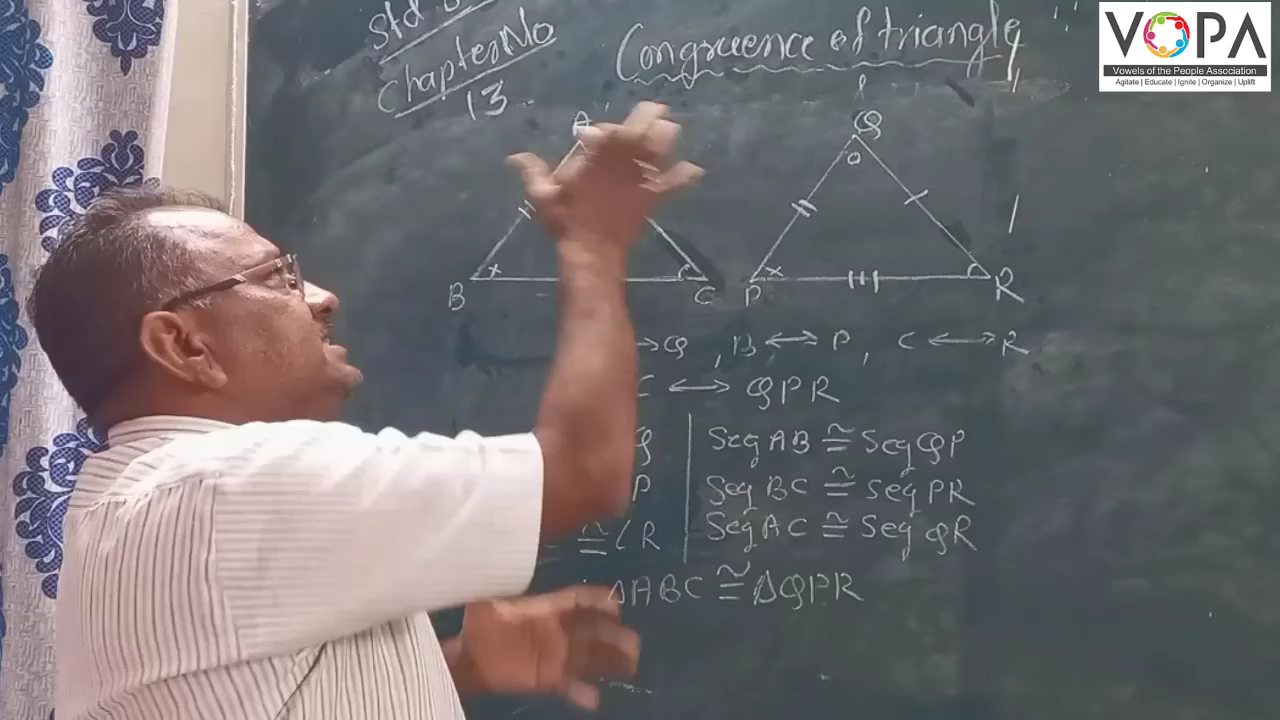 std.
Chapter No
13
Congruence of triangle
VOPA
Vowels of the People Association
Agitate | Educate | Ignite | Organize | Uplift
A
Q
B C P R
→ Q , B ↔ P , C ↔ R
C ↔ QPR
Q Seg AB ≅ Seg QP
P Seg BC ≅ Seg PR
≅ ∠R Seg AC ≅ Seg QR
ΔABC ≅ ΔQPR